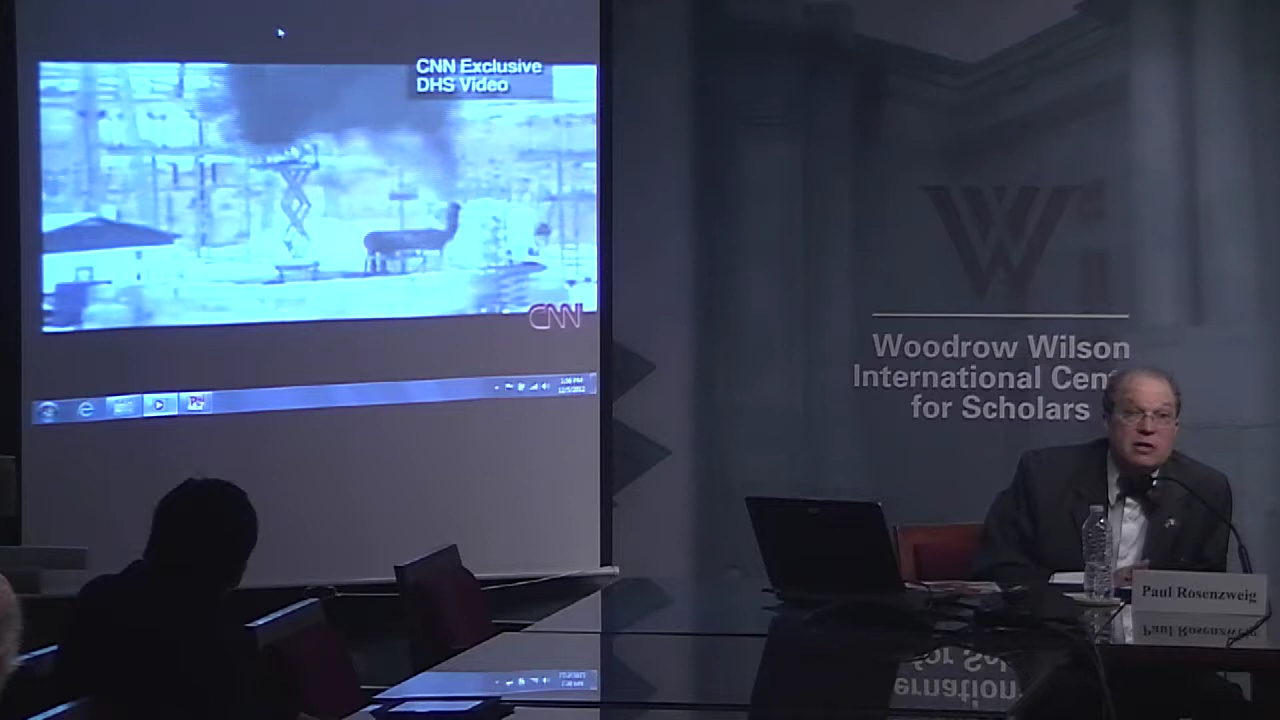 CNN Exclusive
DHS Video
CNN
Woodrow Wilson
International Cen
for Scholars
Paul Rosenzweig